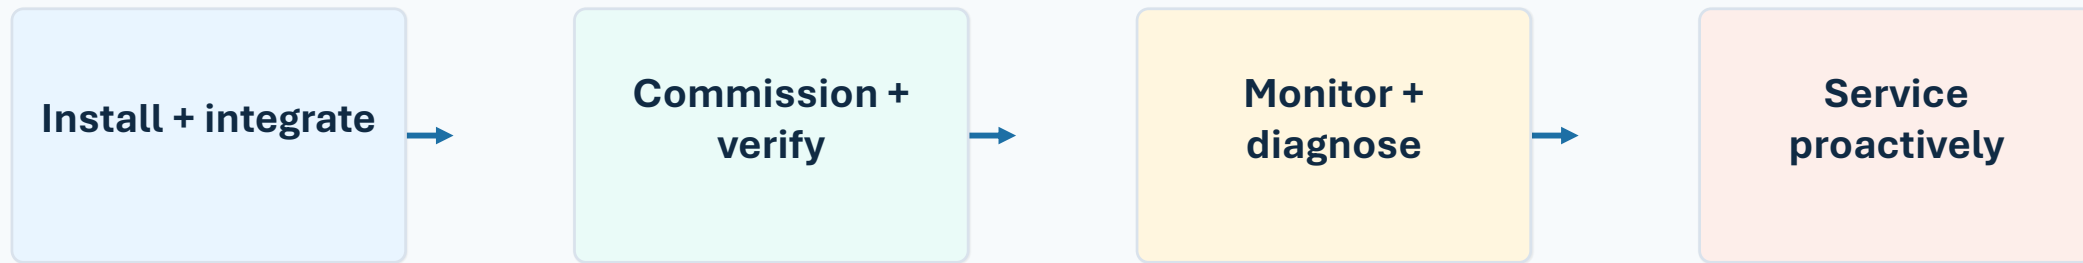 Install + integrate
Commission +
verify
Monitor +
diagnose
Service
proactively